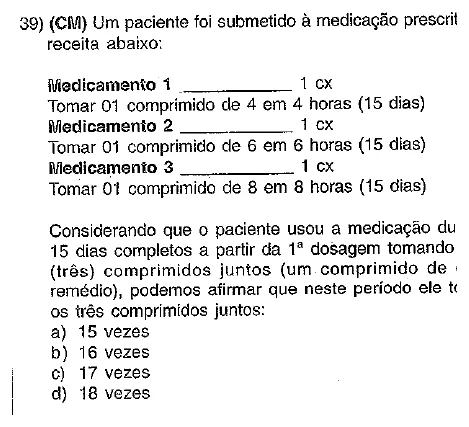 39) (CM) Um paciente foi submetido à medicação prescrit
receita abaixo:
Medicamento 1 ____________ 1 cx
Tomar 01 comprimido de 4 em 4 horas (15 dias)
Medicamento 2 ____________ 1 cx
Tomar 01 comprimido de 6 em 6 horas (15 dias)
Medicamento 3 ____________ 1 cx
Tomar 01 comprimido de 8 em 8 horas (15 dias)
Considerando que o paciente usou a medicação du
15 dias completos a partir da 1ª dosagem tomando
(três) comprimidos juntos (um comprimido de
remédio), podemos afirmar que neste período ele t
os três comprimidos juntos:
a) 15 vezes
b) 16 vezes
c) 17 vezes
d) 18 vezes